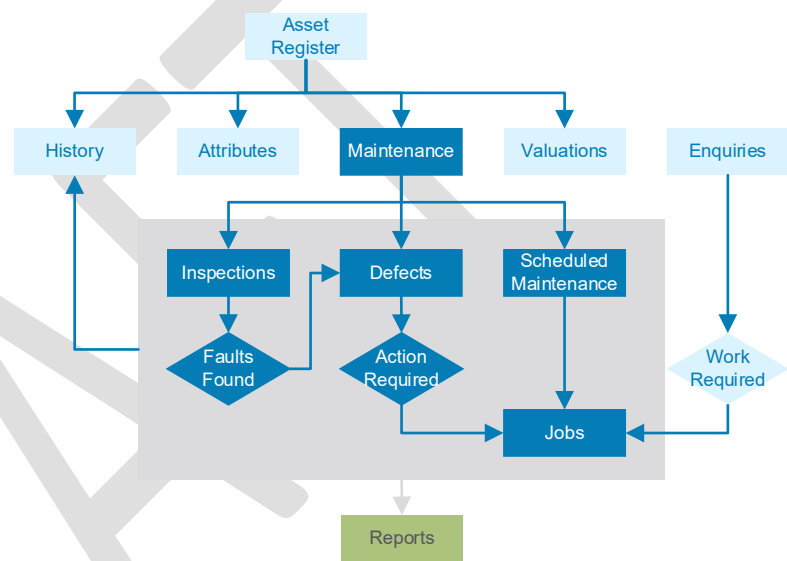 Asset
Register
History
Attributes
Maintenance
Valuations
Enquiries
Inspections
Defects
Scheduled
Maintenance
Faults
Found
Action
Required
Work
Required
Jobs
Reports